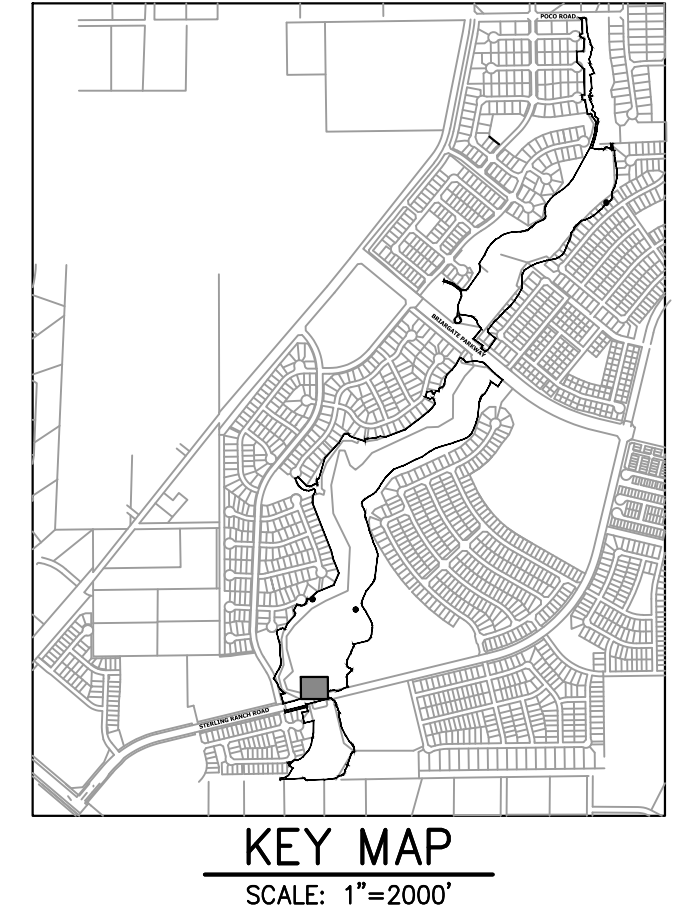 POCO ROAD
BRIARGATE PARKWAY
STERLING RANCH ROAD
KEY MAP
SCALE: 1"=2000'